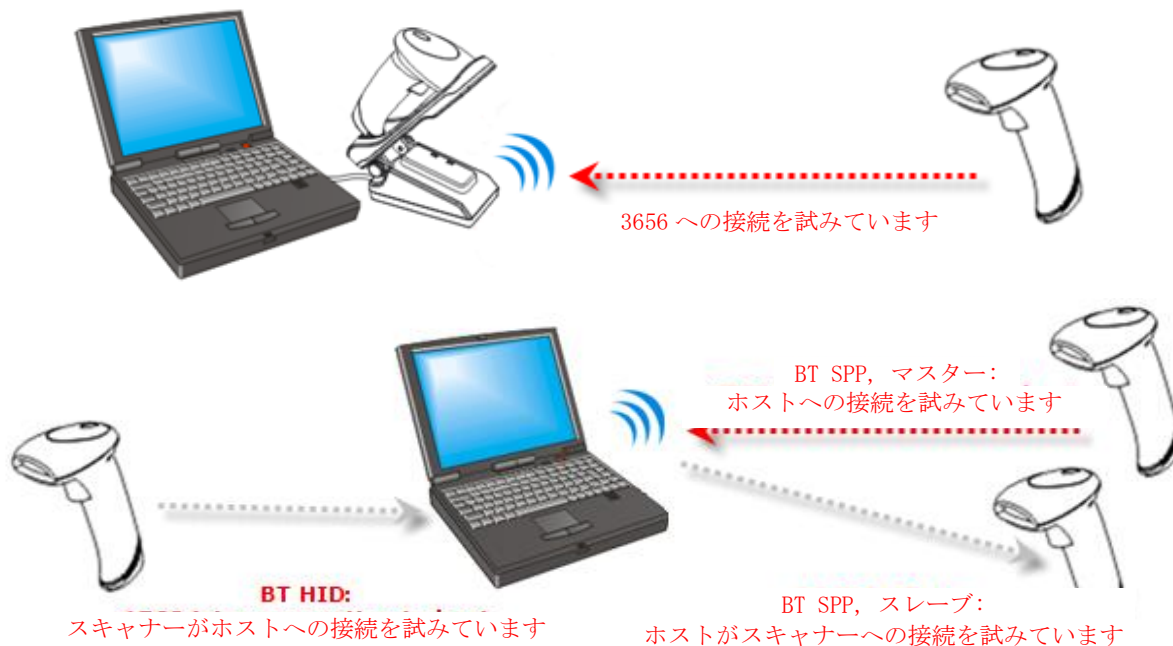 3656 への接続を試みています
BT SPP, マスター:
ホストへの接続を試みています
BT HID:
スキャナーがホストへの接続を試みています
BT SPP, スレーブ:
ホストがスキャナーへの接続を試みています